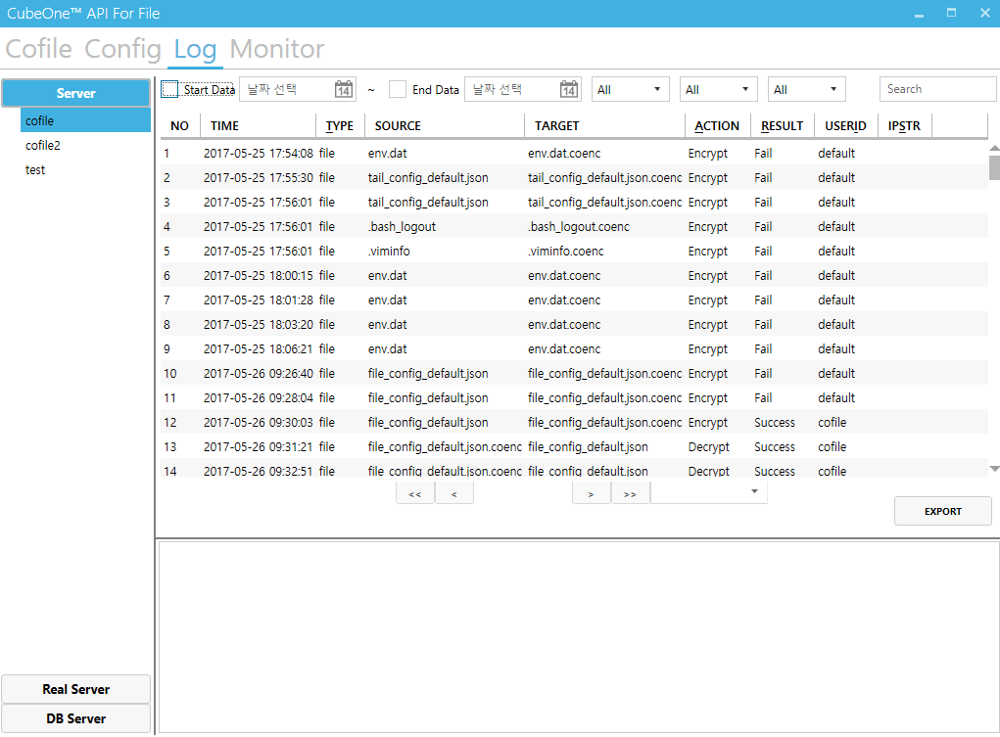 CubeOne™ API For File
Cofile Config Log Monitor
Server
cofile
cofile2
test
Real Server
DB Server
Start Data 날짜 선택 14 ~ End Data 날짜 선택 14 All All All Search
NO TIME TYPE SOURCE TARGET ACTION RESULT USERID IPSTR
1 2017-05-25 17:54:08 file env.dat env.dat.coenc Encrypt Fail default
2 2017-05-25 17:55:30 file tail_config_default.json tail_config_default.json.coenc Encrypt Fail default
3 2017-05-25 17:56:01 file tail_config_default.json tail_config_default.json.coenc Encrypt Fail default
4 2017-05-25 17:56:01 file .bash_logout .bash_logout.coenc Encrypt Fail default
5 2017-05-25 17:56:01 file .viminfo .viminfo.coenc Encrypt Fail default
6 2017-05-25 18:00:15 file env.dat env.dat.coenc Encrypt Fail default
7 2017-05-25 18:01:28 file env.dat env.dat.coenc Encrypt Fail default
8 2017-05-25 18:03:20 file env.dat env.dat.coenc Encrypt Fail default
9 2017-05-25 18:06:21 file env.dat env.dat.coenc Encrypt Fail default
10 2017-05-26 09:26:40 file file_config_default.json file_config_default.json.coenc Encrypt Fail default
11 2017-05-26 09:28:04 file file_config_default.json file_config_default.json.coenc Encrypt Fail default
12 2017-05-26 09:30:03 file file_config_default.json file_config_default.json.coenc Encrypt Success cofile
13 2017-05-26 09:31:21 file file_config_default.json.coenc file_config_default.json Decrypt Success cofile
14 2017-05-26 09:32:51 file file_config_default.json.coenc file_config_default.json Decrypt Success cofile
<< < > >>
EXPORT